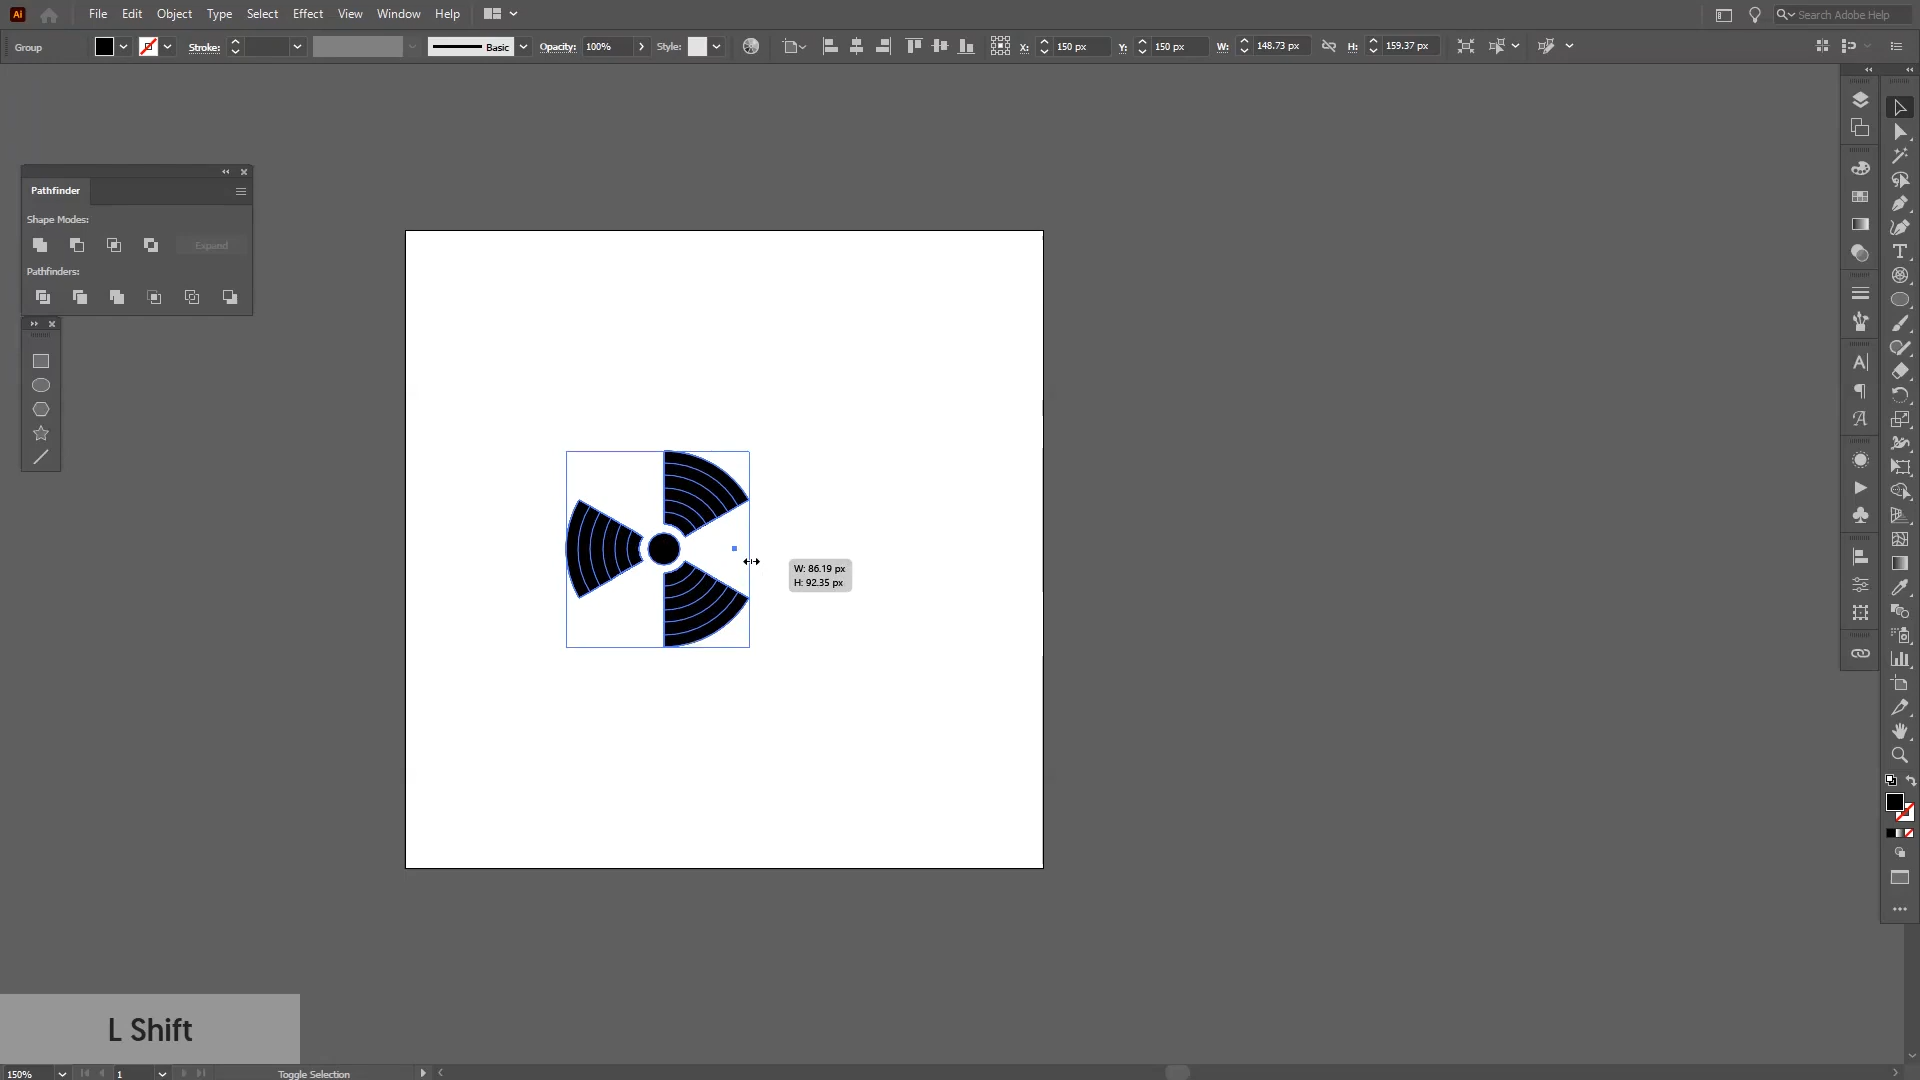 Ai File Edit Object Type Select Effect View Window Help Search Adobe Help
Group Stroke: Basic Opacity: 100% Style: X: 150 px Y: 150 px W: 148.73 px H: 159.37 px
Pathfinder
Shape Modes:
Expand
Pathfinders:
W: 86.19 px
H: 92.35 px
L Shift
150% 1 Toggle Selection